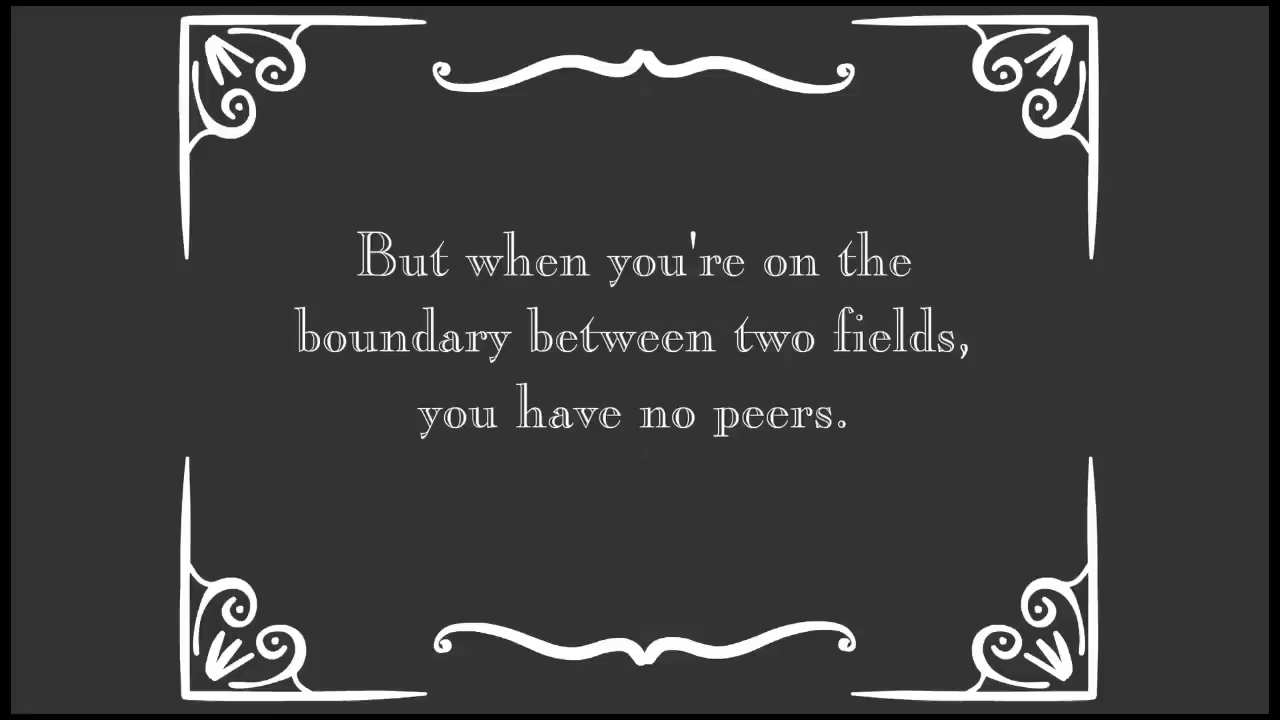 But when you're on the
boundary between two fields,
you have no peers.